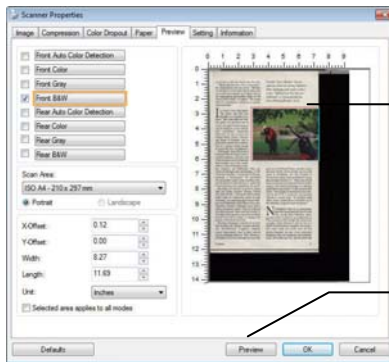 Scanner Properties
Image Compression Color Dropout Paper Preview Setting Information
Front Auto Color Detection
Front Color
Front Gray
Front B&W
Rear Auto Color Detection
Rear Color
Rear Gray
Rear B&W
Scan Area:
ISO A4 - 210 x 297 mm
Portrait Landscape
X-Offset: 0.12
Y-Offset: 0.00
Width: 8.27
Length: 11.69
Unit: Inches
Selected area applies to all modes
0 1 2 3 4 5 6 7 8 9
0
1
2
3
4
5
6
7
8
9
10
11
12
13
14
Defaults Preview OK Cancel